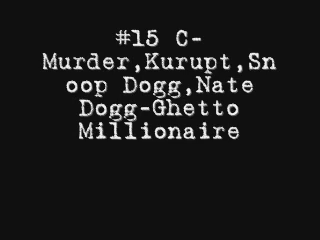 #15 C-
Murder,Kurupt,Sn
oop Dogg,Nate
Dogg-Ghetto
Millionaire